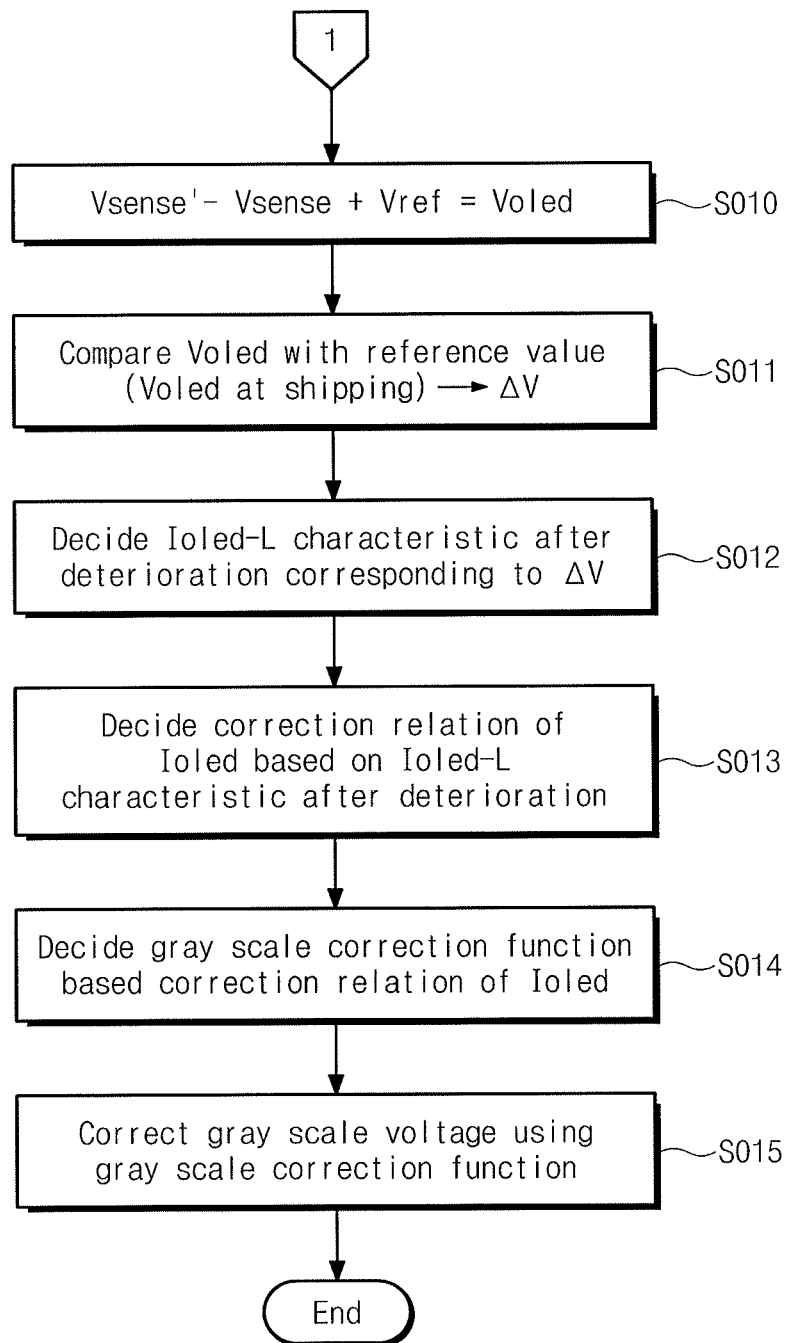 1
Vsense'- Vsense + Vref = Voled
S010
Compare Voled with reference value
(Voled at shipping) → ΔV
S011
Decide Ioled-L characteristic after
deterioration corresponding to ΔV
S012
Decide correction relation of
Ioled based on Ioled-L
characteristic after deterioration
S013
Decide gray scale correction function
based correction relation of Ioled
S014
Correct gray scale voltage using
gray scale correction function
S015
End